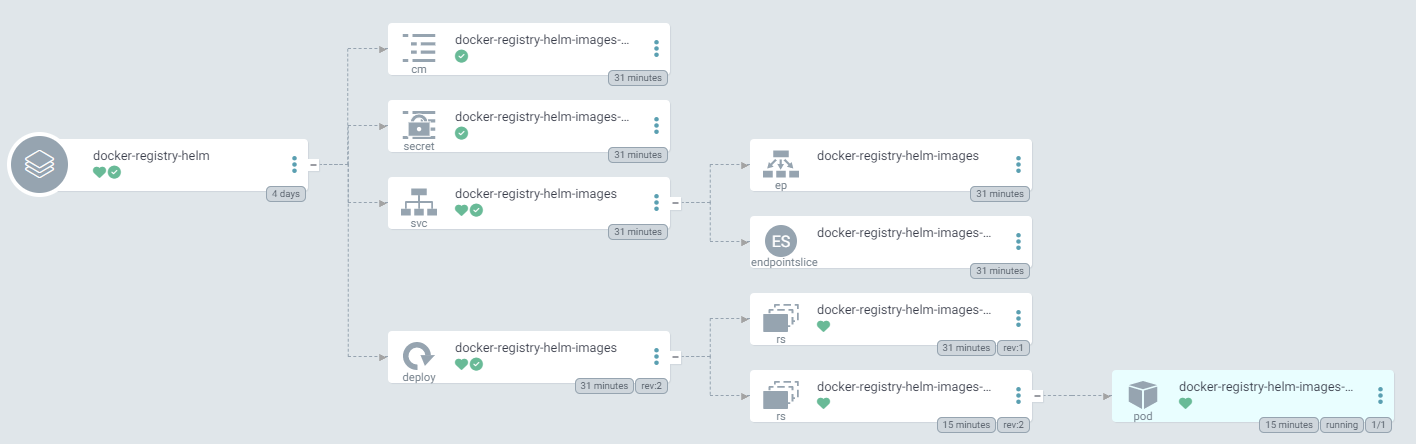 docker-registry-helm
4 days
docker-registry-helm-images-...
cm
31 minutes
docker-registry-helm-images-...
secret
31 minutes
docker-registry-helm-images
svc
31 minutes
docker-registry-helm-images
deploy
31 minutes rev:2
docker-registry-helm-images
ep
31 minutes
ES
docker-registry-helm-images-...
endpointslice
31 minutes
docker-registry-helm-images-...
rs
31 minutes rev:1
docker-registry-helm-images-...
rs
15 minutes rev:2
docker-registry-helm-images-...
pod
15 minutes running 1/1